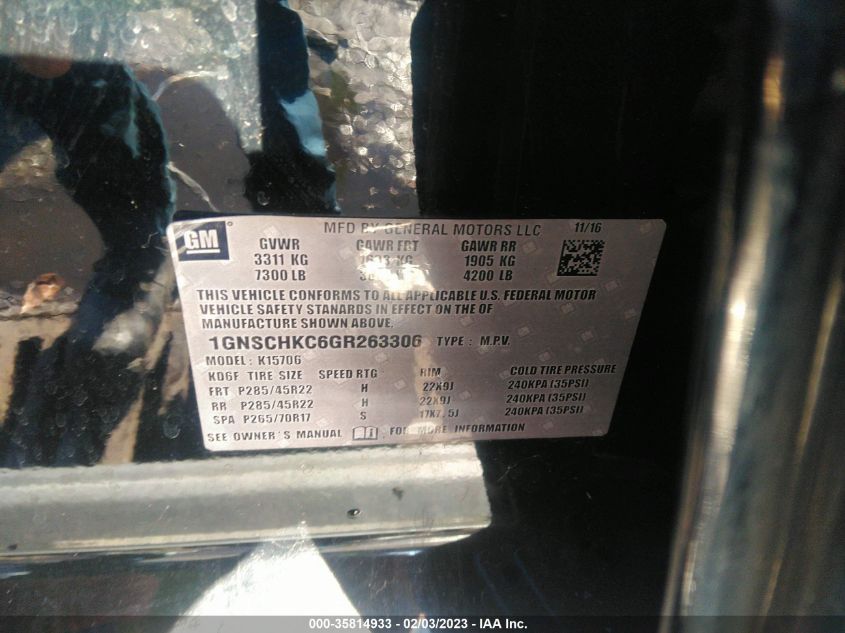 GM
MFD BY GENERAL MOTORS LLC 11/16
GVWR GAWR FRT GAWR RR
3311 KG KG 1905 KG
7300 LB LB 4200 LB
THIS VEHICLE CONFORMS TO ALL APPLICABLE U.S. FEDERAL MOTOR
VEHICLE SAFETY STANARDS IN EFFECT ON THE OF
MANUFACTURE SHOWN ABOVE.
1GNSCHKC6GR263306 TYPE: M.P.V.
MODEL: K15706
KD6F TIRE SIZE SPEED RTG RIM COLD TIRE PRESSURE
FRT P285/45R22 H 22X9J 240KPA (35PSI)
RR P285/45R22 H 22X9J 240KPA (35PSI)
SPA P265/70R17 S 17X7.5J 240KPA (35PSI)
SEE OWNER'S MANUAL FOR MORE INFORMATION
000-35814933 - 02/03/2023 - IAA Inc.